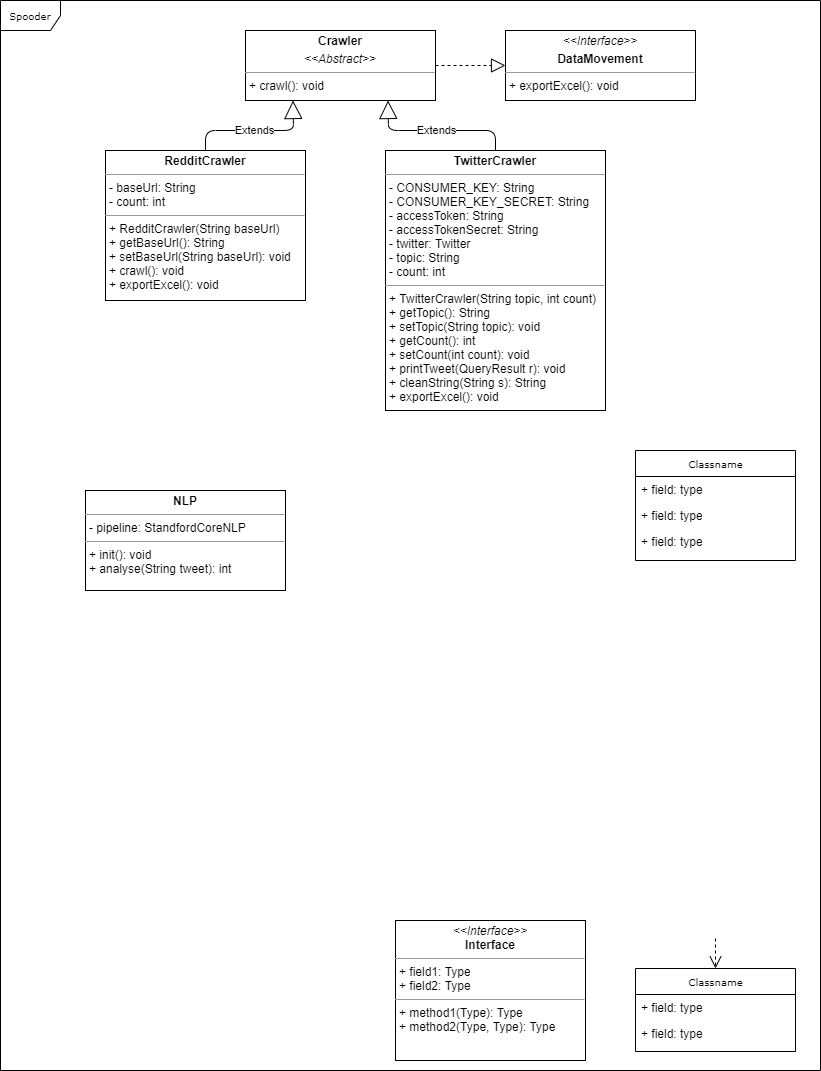 Spooder
Crawler
<<Abstract>>
+ crawl(): void
<<Interface>>
DataMovement
+ exportExcel(): void
Extends
Extends
RedditCrawler
- baseUrl: String
- count: int
+ RedditCrawler(String baseUrl)
+ getBaseUrl(): String
+ setBaseUrl(String baseUrl): void
+ crawl(): void
+ exportExcel(): void
TwitterCrawler
- CONSUMER_KEY: String
- CONSUMER_KEY_SECRET: String
- accessToken: String
- accessTokenSecret: String
- twitter: Twitter
- topic: String
- count: int
+ TwitterCrawler(String topic, int count)
+ getTopic(): String
+ setTopic(String topic): void
+ getCount(): int
+ setCount(int count): void
+ printTweet(QueryResult r): void
+ cleanString(String s): String
+ exportExcel(): void
Classname
+ field: type
+ field: type
+ field: type
NLP
- pipeline: StandfordCoreNLP
+ init(): void
+ analyse(String tweet): int
<<Interface>>
Interface
+ field1: Type
+ field2: Type
+ method1(Type): Type
+ method2(Type, Type): Type
Classname
+ field: type
+ field: type